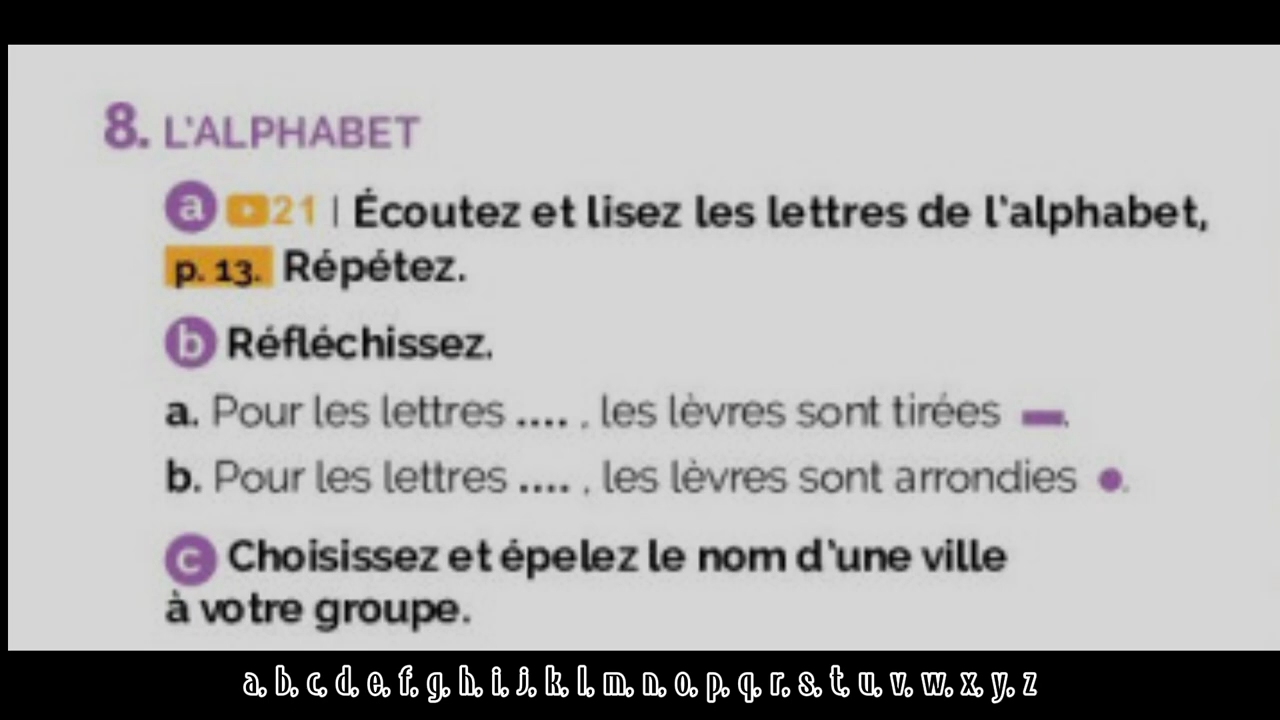 8. L'ALPHABET
a 21 | Écoutez et lisez les lettres de l'alphabet,
p. 13. Répétez.
b Réfléchissez.
a. Pour les lettres .... , les lèvres sont tirées .
b. Pour les lettres .... , les lèvres sont arrondies .
c Choisissez et épelez le nom d'une ville
à votre groupe.
a, b, c, d, e, f, g, h, i, j, k, l, m, n, o, p, q, r, s, t, u, v, w, x, y, z